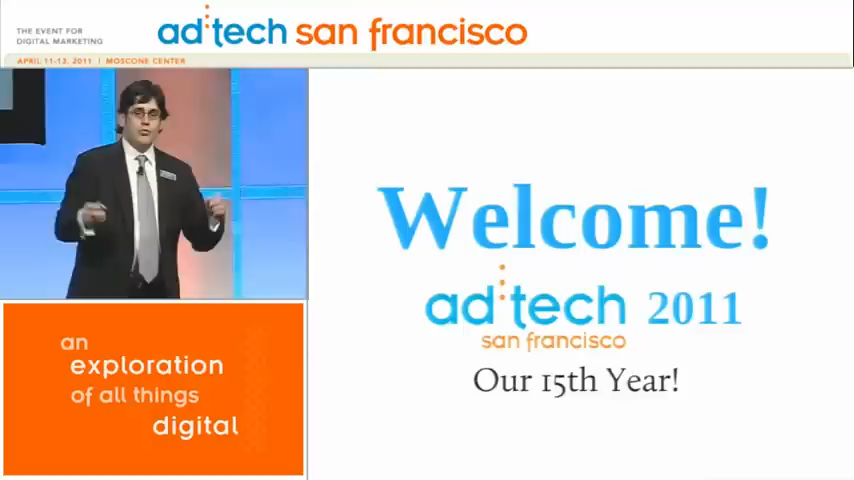 THE EVENT FOR
DIGITAL MARKETING
ad:tech san francisco
APRIL 11-13, 2011 | MOSCONE CENTER
an
exploration
of all things
digital
Welcome!
ad:tech 2011
san francisco
Our 15th Year!